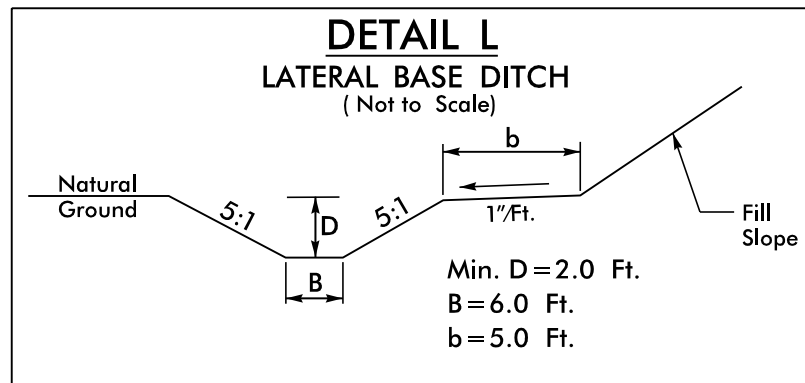 DETAIL L
LATERAL BASE DITCH
( Not to Scale)
b
Natural
Ground
5:1
D
5:1
1"/Ft.
Fill
Slope
B
Min. D=2.0 Ft.
B=6.0 Ft.
b=5.0 Ft.